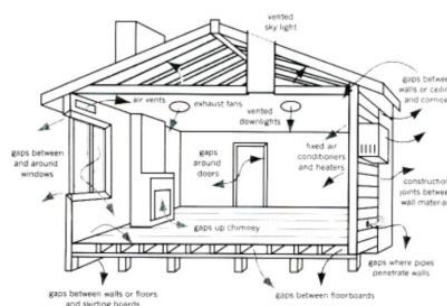 vented
sky light
gaps between
walls or ceilin
and cornice
air vents
exhaust fans
vented
downlights
gaps between
and around
windows
gaps
around
doors
fixed air
conditioners
and heaters
construction
joints between
wall material
gaps up chimney
gaps where pipes
penetrate walls
gaps between walls or floors
and skirting boards
gaps between floorboards